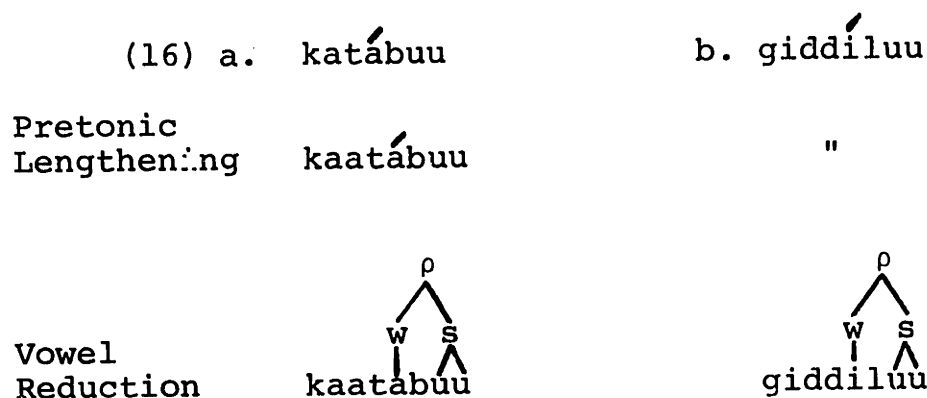 (16) a. katábuu b. giddíluu
Pretonic
Lengthening kaatábuu "
ρ ρ
W S W S
Vowel
Reduction kaatabuu giddiluu